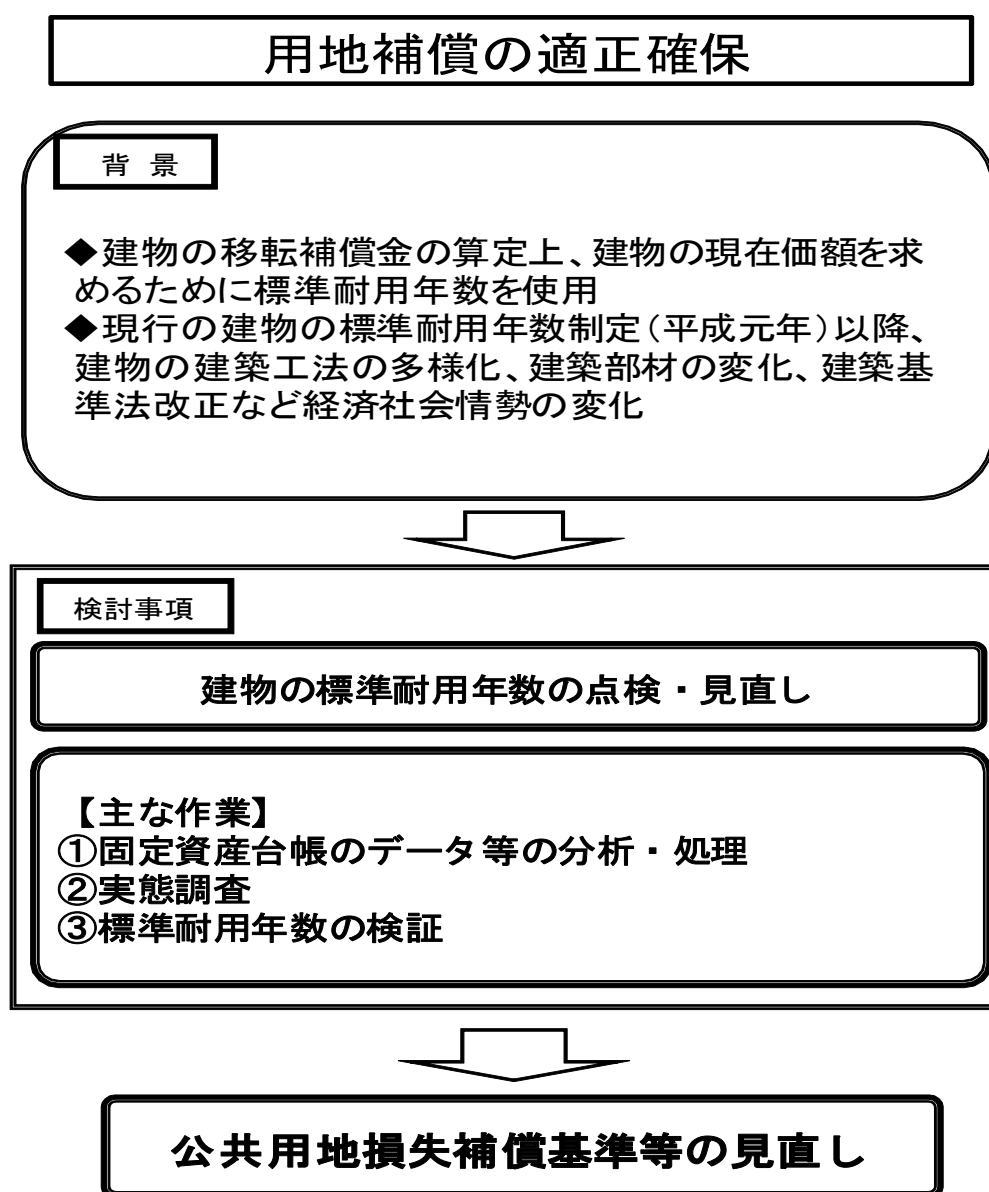 用地補償の適正確保
背 景
◆建物の移転補償金の算定上、建物の現在価額を求
めるために標準耐用年数を使用
◆現行の建物の標準耐用年数制定(平成元年)以降、
建物の建築工法の多様化、建築部材の変化、建築基
準法改正など経済社会情勢の変化
検討事項
建物の標準耐用年数の点検・見直し
【主な作業】
①固定資産台帳のデータ等の分析・処理
②実態調査
③標準耐用年数の検証
公共用地損失補償基準等の見直し